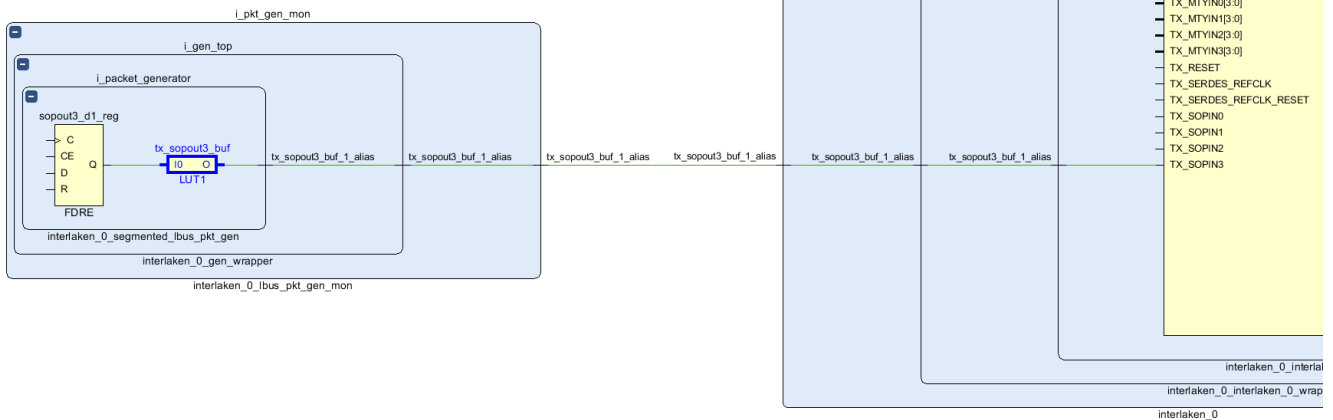 i_pkt_gen_mon
i_gen_top
i_packet_generator
sopout3_d1_reg
C
CE
D
R
Q
FDRE
tx_sopout3_buf
I0
O
LUT1
tx_sopout3_buf_1_alias
tx_sopout3_buf_1_alias
tx_sopout3_buf_1_alias
tx_sopout3_buf_1_alias
tx_sopout3_buf_1_alias
tx_sopout3_buf_1_alias
interlaken_0_segmented_lbus_pkt_gen
interlaken_0_gen_wrapper
interlaken_0_lbus_pkt_gen_mon
TX_MTYIN0[3:0]
TX_MTYIN1[3:0]
TX_MTYIN2[3:0]
TX_MTYIN3[3:0]
TX_RESET
TX_SERDES_REFCLK
TX_SERDES_REFCLK_RESET
TX_SOPIN0
TX_SOPIN1
TX_SOPIN2
TX_SOPIN3
interlaken_0_interlal
interlaken_0_interlaken_0_wrap
interlaken_0